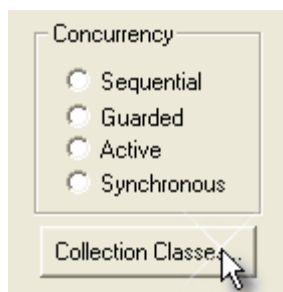 Concurrency
Sequential
Guarded
Active
Synchronous
Collection Classes...